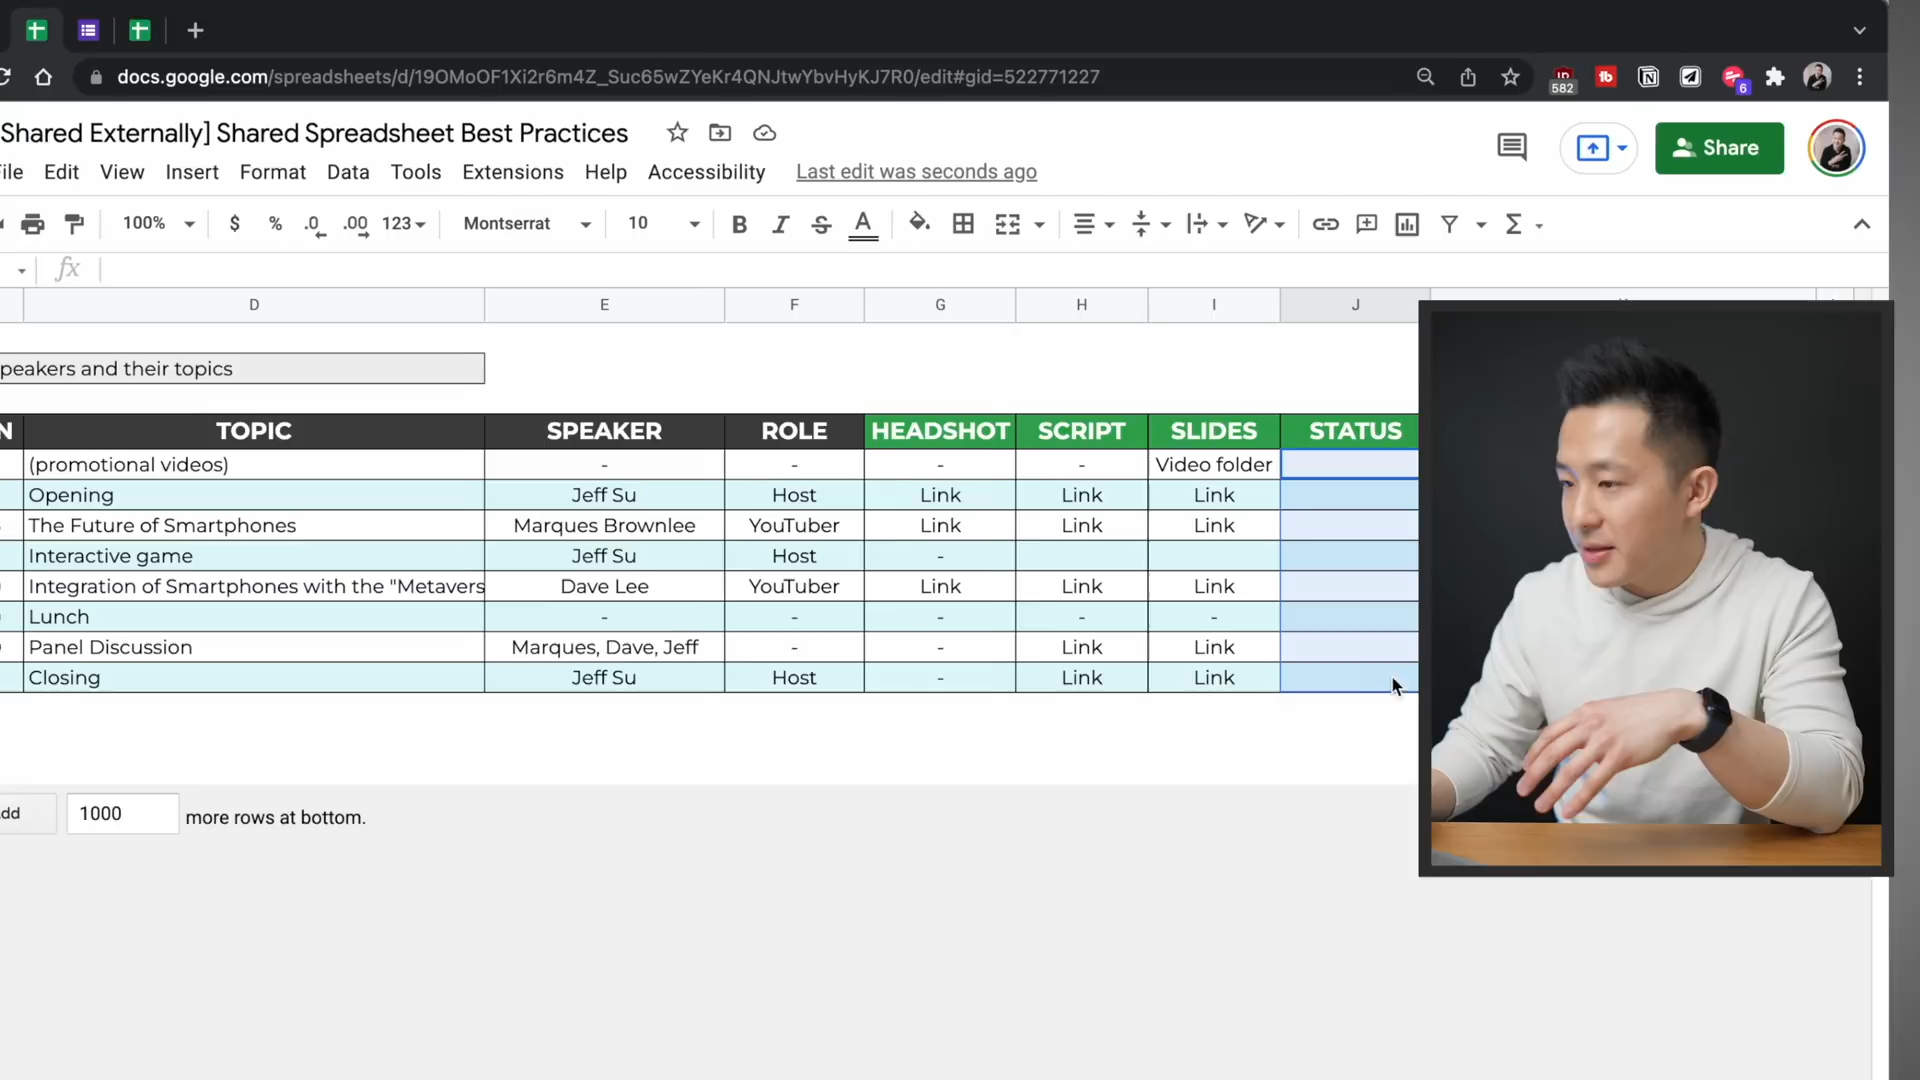 docs.google.com/spreadsheets/d/19OMoOF1Xi2r6m4Z_Suc65wZYeKr4QNJtwYbvHyKJ7R0/edit#gid=522771227
582
6
Shared Externally] Shared Spreadsheet Best Practices
Share
File Edit View Insert Format Data Tools Extensions Help Accessibility Last edit was seconds ago
100% $ % .0 .00 123 Montserrat 10 B I S A Σ
fx
D E F G H I J
peakers and their topics
N TOPIC SPEAKER ROLE HEADSHOT SCRIPT SLIDES STATUS
(promotional videos) - - - - Video folder
Opening Jeff Su Host Link Link Link
The Future of Smartphones Marques Brownlee YouTuber Link Link Link
Interactive game Jeff Su Host -
Integration of Smartphones with the "Metavers Dave Lee YouTuber Link Link Link
Lunch - - - - -
Panel Discussion Marques, Dave, Jeff - - Link Link
Closing Jeff Su Host - Link Link
dd 1000 more rows at bottom.